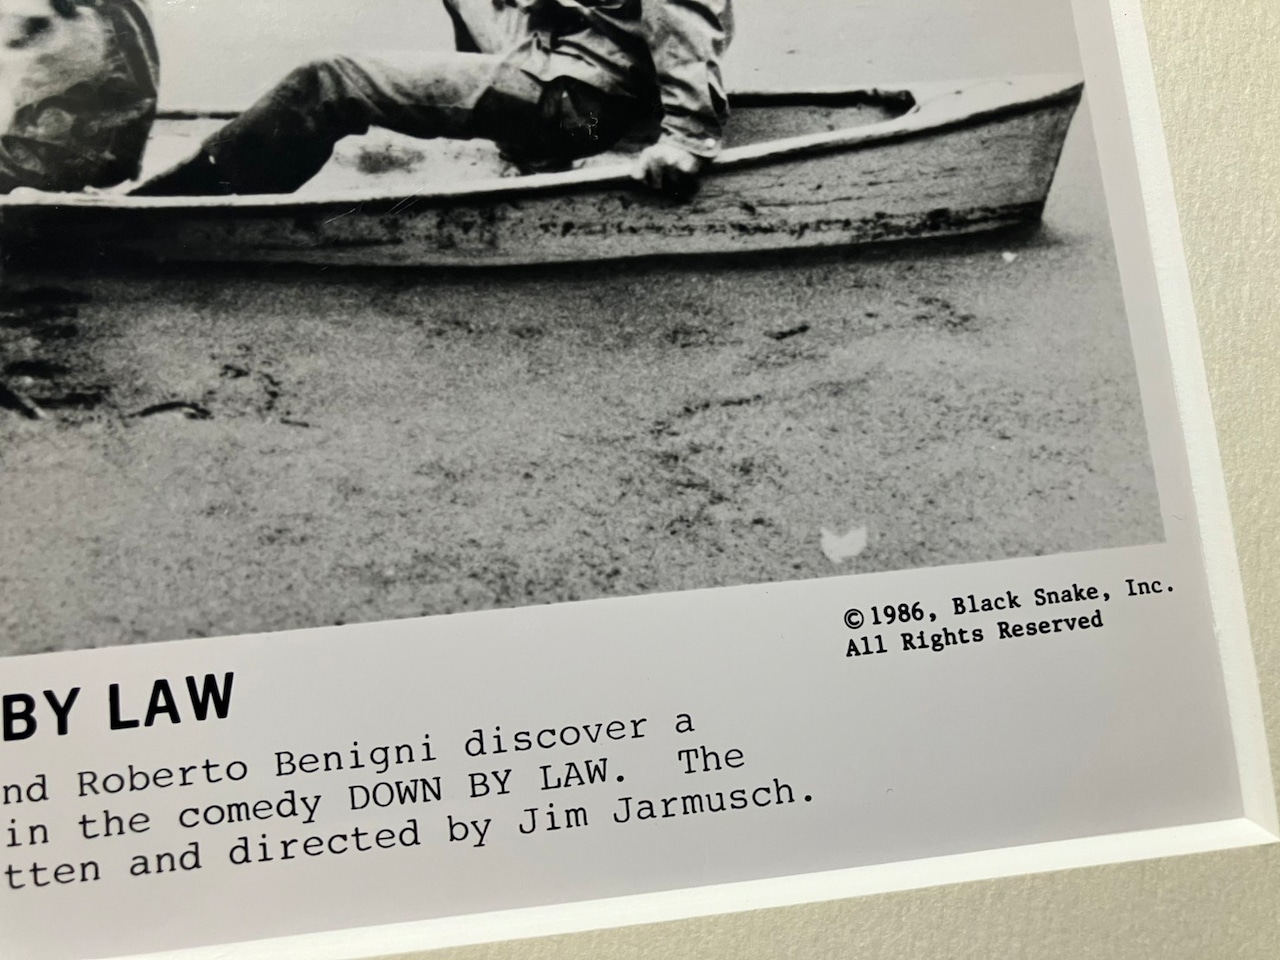 ©1986, Black Snake, Inc.
All Rights Reserved
BY LAW
nd Roberto Benigni discover a
in the comedy DOWN BY LAW. The
tten and directed by Jim Jarmusch.